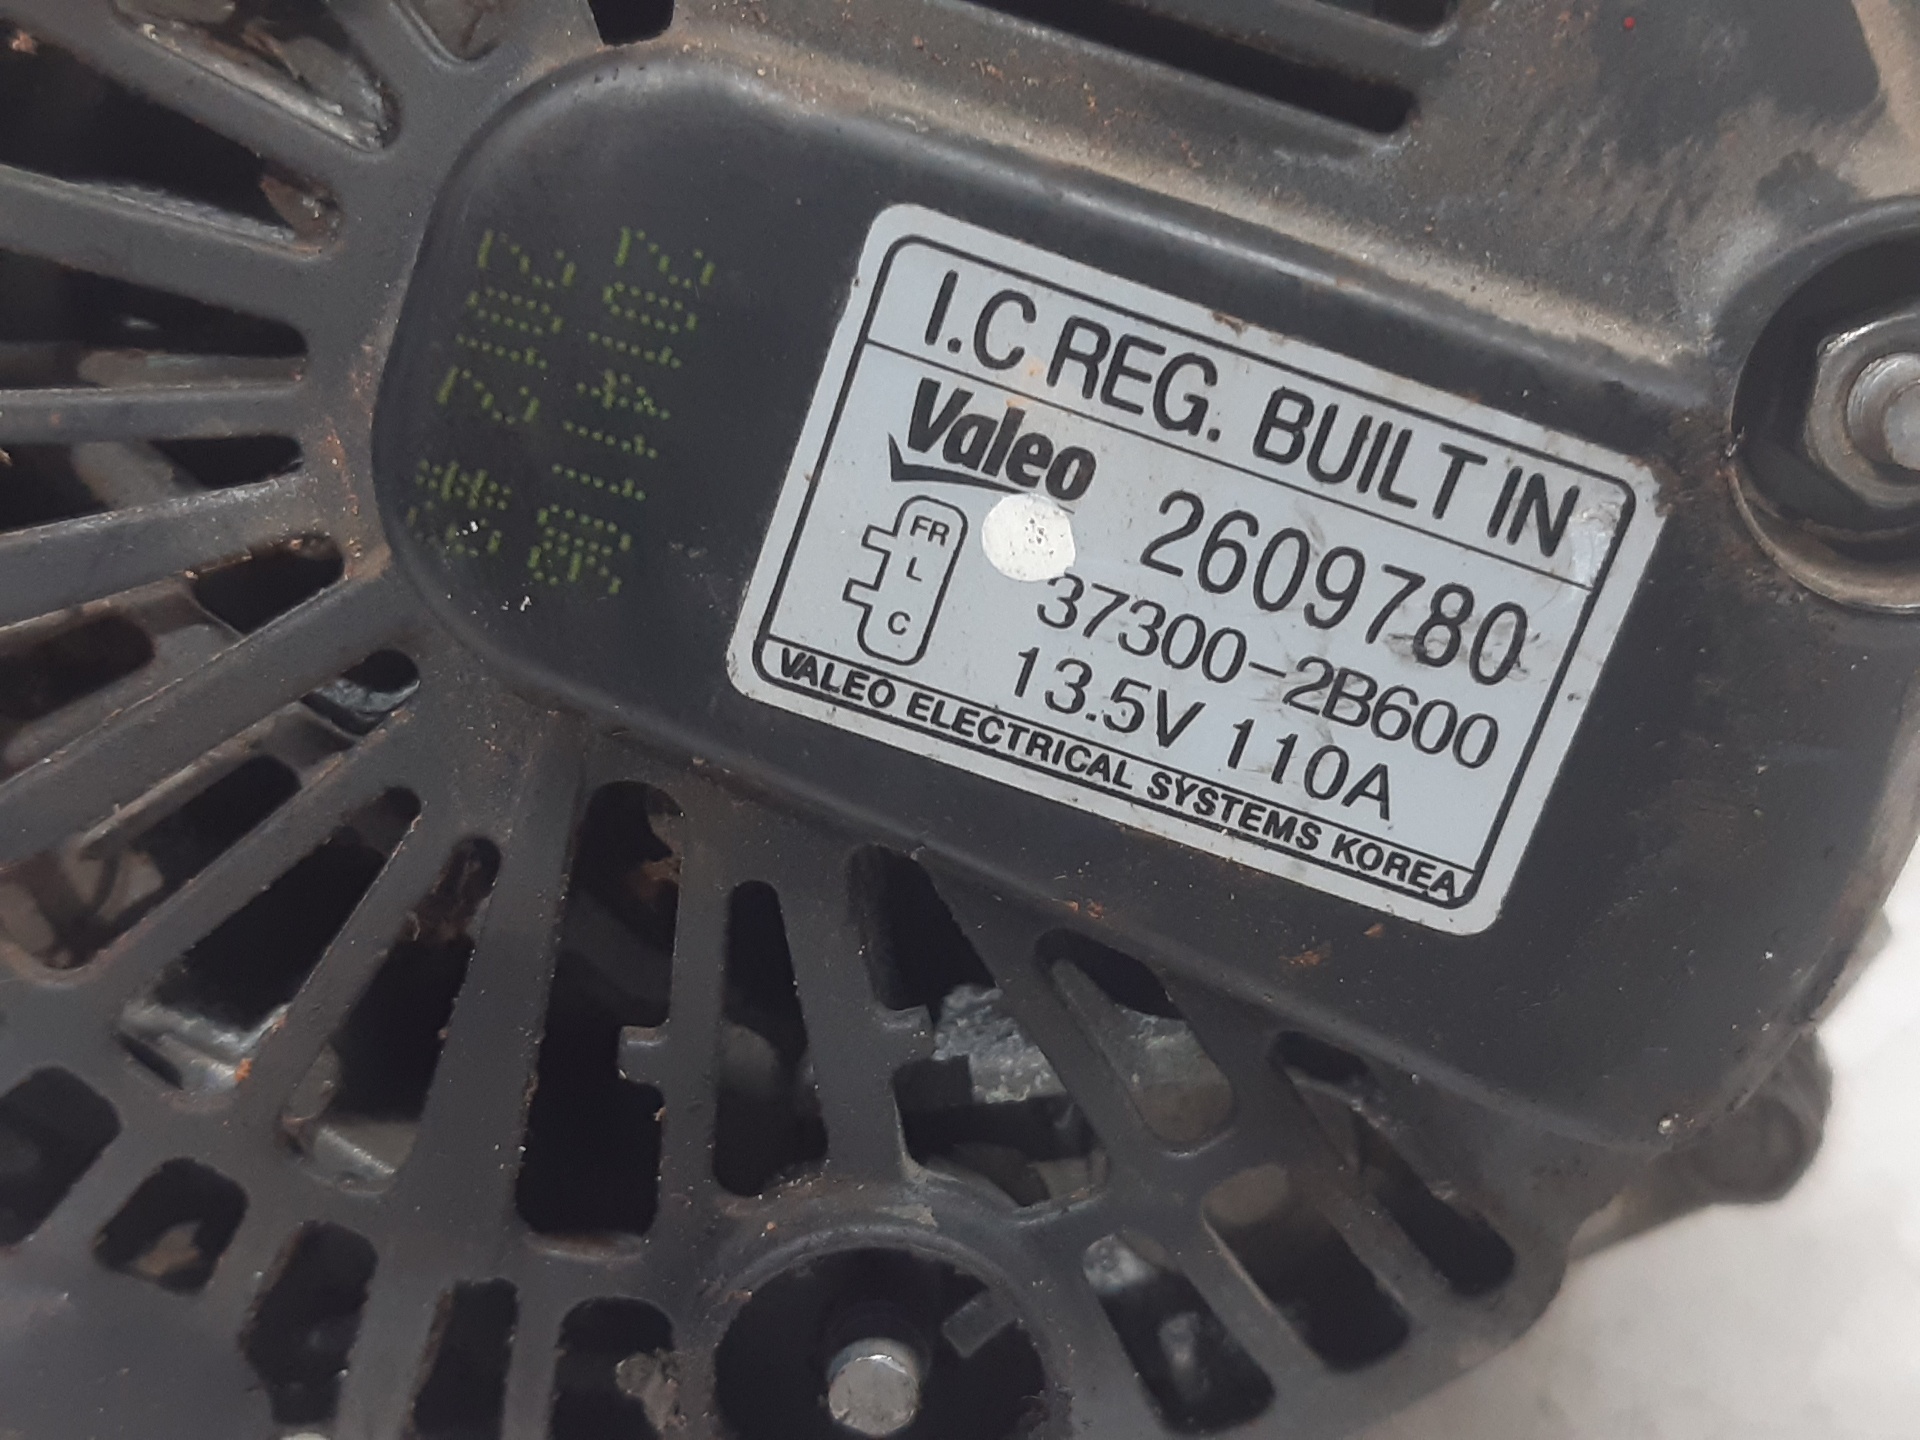 I.C REG. BUILT IN
Valeo
2609780
FR
L
C
37300-2B600
13.5V 110A
VALEO ELECTRICAL SYSTEMS KOREA